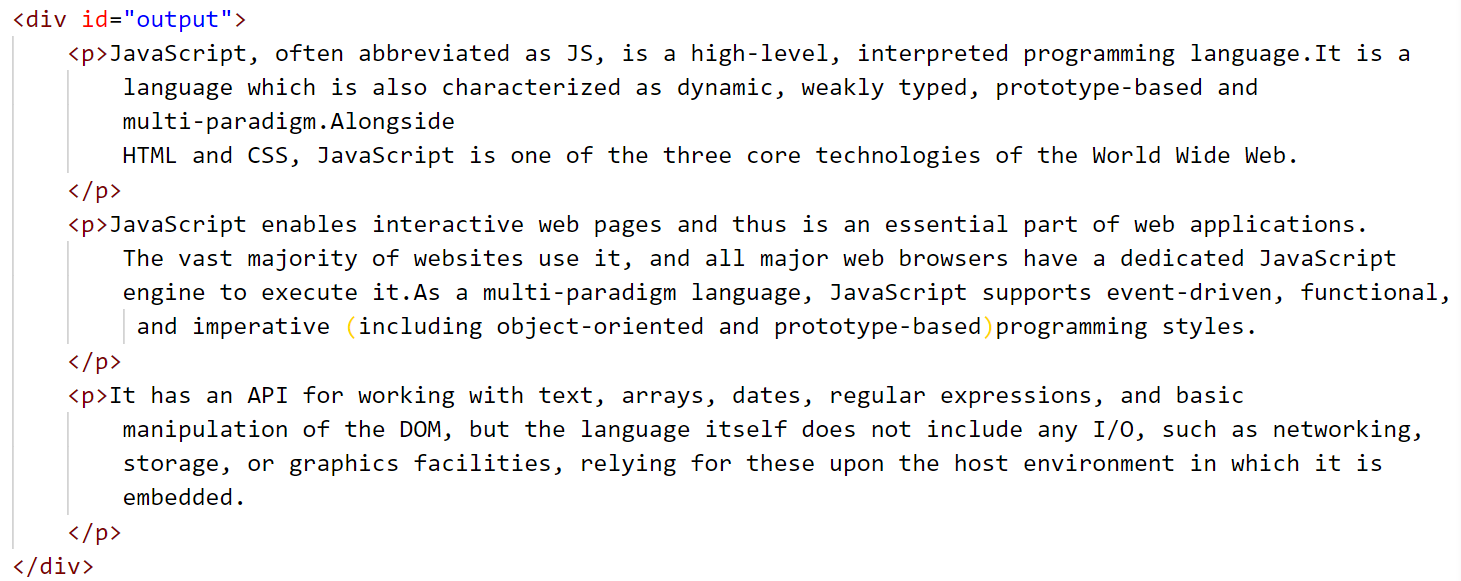 <div id="output">
<p>JavaScript, often abbreviated as JS, is a high-level, interpreted programming language.It is a
language which is also characterized as dynamic, weakly typed, prototype-based and
multi-paradigm.Alongside
HTML and CSS, JavaScript is one of the three core technologies of the World Wide Web.
</p>
<p>JavaScript enables interactive web pages and thus is an essential part of web applications.
The vast majority of websites use it, and all major web browsers have a dedicated JavaScript
engine to execute it.As a multi-paradigm language, JavaScript supports event-driven, functional,
and imperative (including object-oriented and prototype-based)programming styles.
</p>
<p>It has an API for working with text, arrays, dates, regular expressions, and basic
manipulation of the DOM, but the language itself does not include any I/O, such as networking,
storage, or graphics facilities, relying for these upon the host environment in which it is
embedded.
</p>
</div>